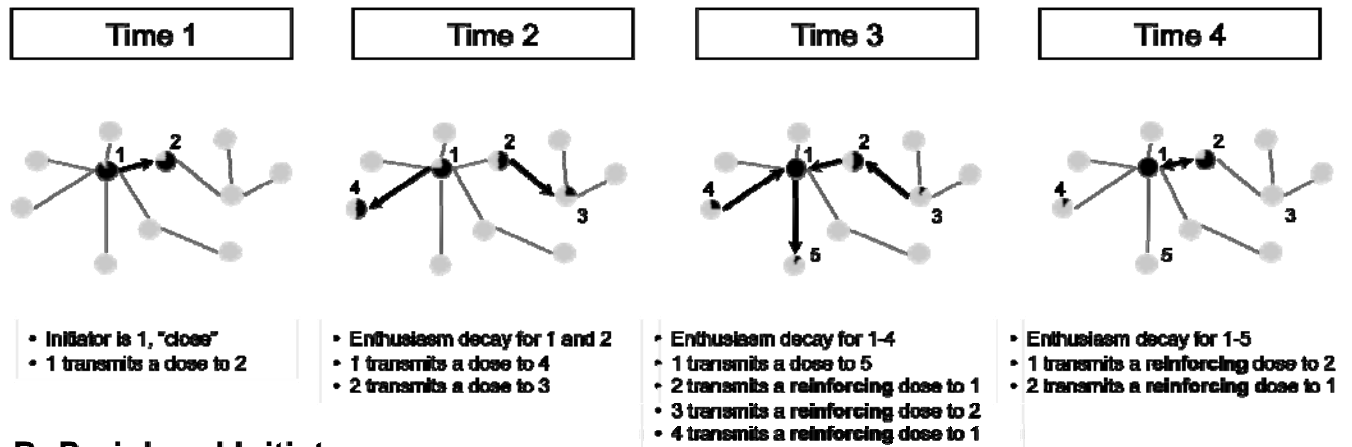 Time 1
Time 2
Time 3
Time 4
1
2
1
2
3
4
1
2
3
4
5
1
2
3
4
5
• Initiator is 1, "close"
• 1 transmits a dose to 2
• Enthusiasm decay for 1 and 2
• 1 transmits a dose to 4
• 2 transmits a dose to 3
• Enthusiasm decay for 1-4
• 1 transmits a dose to 5
• 2 transmits a reinforcing dose to 1
• 3 transmits a reinforcing dose to 2
• 4 transmits a reinforcing dose to 1
• Enthusiasm decay for 1-5
• 1 transmits a reinforcing dose to 2
• 2 transmits a reinforcing dose to 1